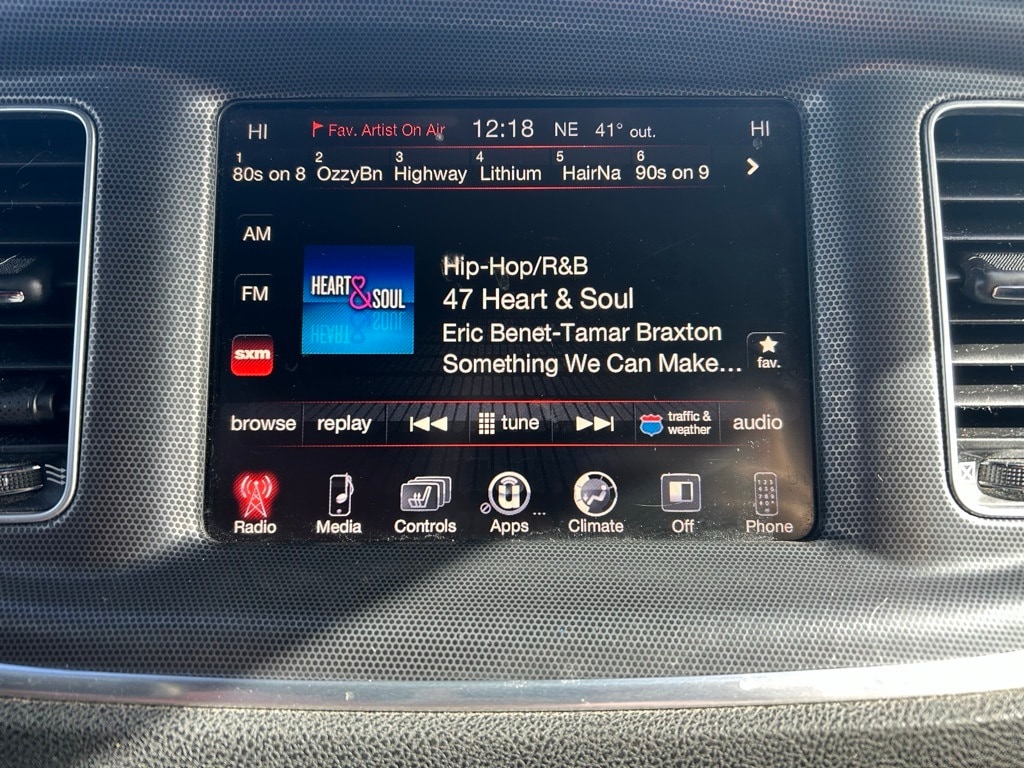 HI Fav. Artist On Air 12:18 NE 41° out. HI
1 2 3 4 5 6
80s on 8 OzzyBn Highway Lithium HairNa 90s on 9
AM
FM
sxm
HEART & SOUL
Hip-Hop/R&B
47 Heart & Soul
Eric Benet-Tamar Braxton
Something We Can Make...
fav.
browse replay tune traffic & weather audio
Radio Media Controls Apps ... Climate Off Phone